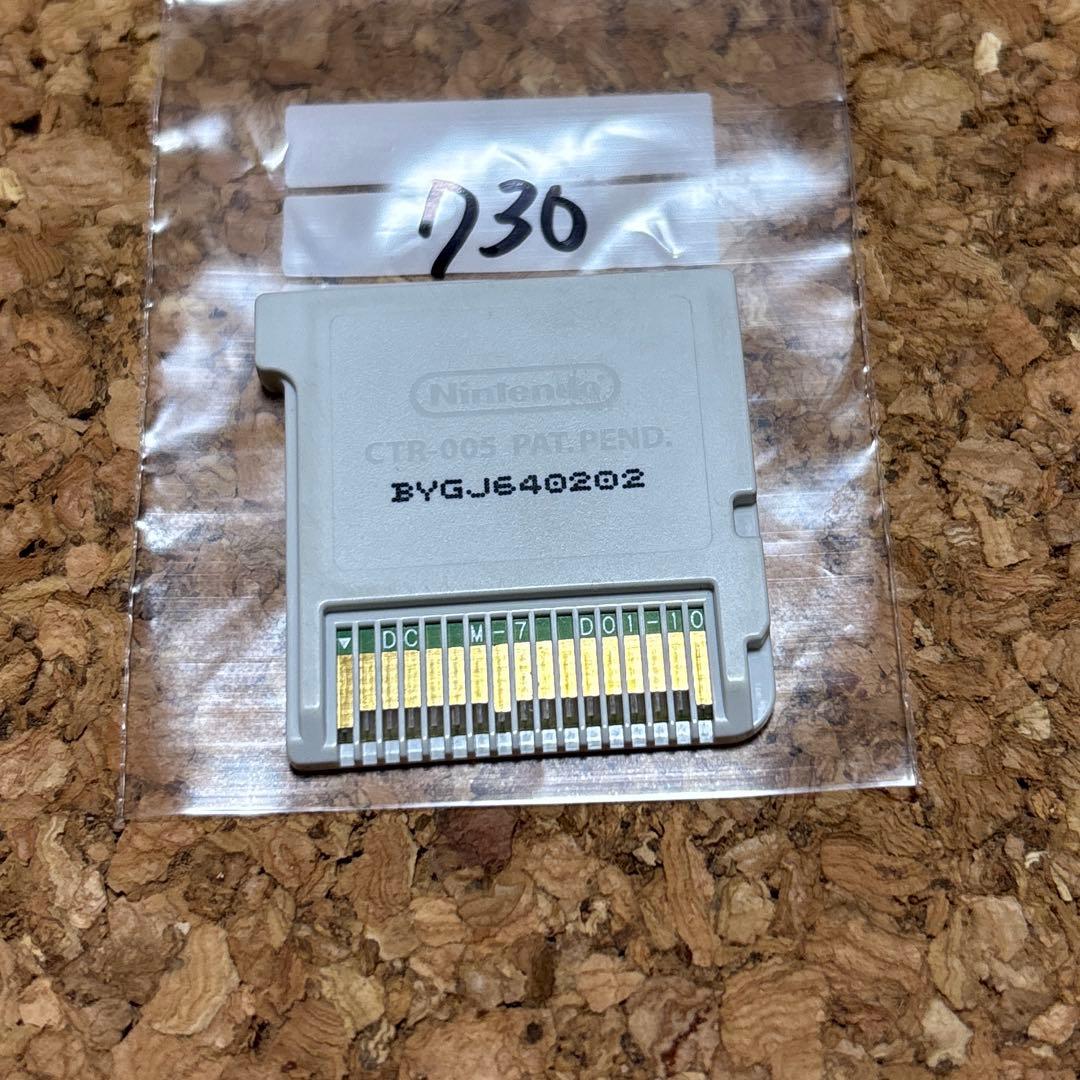 730
Nintendo
CTR-005 PAT.PEND.
BYGJ640202
DC M-7 D01-10